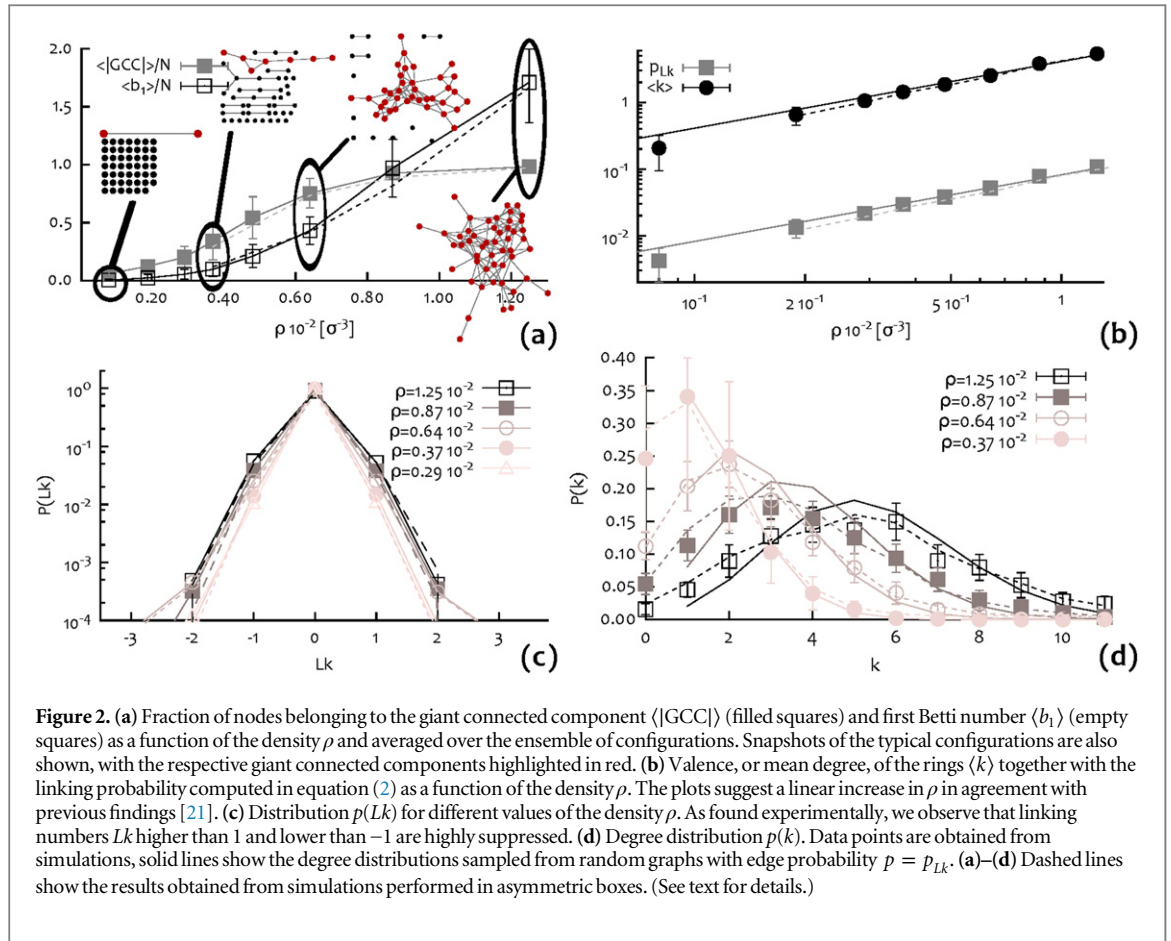 2.0
<|GCC|>/N
<b₁>/N
1.5
1.0
0.5
0.0
0.20 0.40 0.60 0.80 1.00 1.20
ρ 10⁻² [σ⁻³]
(a)
pLk
<k>
1
10⁻¹
10⁻²
10⁻¹ 2 10⁻¹ 5 10⁻¹ 1
ρ 10⁻² [σ⁻³]
(b)
10⁰
10⁻¹
10⁻²
10⁻³
10⁻⁴
P(Lk)
ρ=1.25 10⁻²
ρ=0.87 10⁻²
ρ=0.64 10⁻²
ρ=0.37 10⁻²
ρ=0.29 10⁻²
-3 -2 -1 0 1 2 3
Lk
(c)
0.40
0.35
0.30
0.25
0.20
0.15
0.10
0.05
0.00
P(k)
ρ=1.25 10⁻²
ρ=0.87 10⁻²
ρ=0.64 10⁻²
ρ=0.37 10⁻²
0 2 4 6 8 10
k
(d)
Figure 2. (a) Fraction of nodes belonging to the giant connected component ⟨|GCC|⟩ (filled squares) and first Betti number ⟨b₁⟩ (empty
squares) as a function of the density ρ and averaged over the ensemble of configurations. Snapshots of the typical configurations are also
shown, with the respective giant connected components highlighted in red. (b) Valence, or mean degree, of the rings ⟨k⟩ together with the
linking probability computed in equation (2) as a function of the density ρ. The plots suggest a linear increase in ρ in agreement with
previous findings [21]. (c) Distribution p(Lk) for different values of the density ρ. As found experimentally, we observe that linking
numbers Lk higher than 1 and lower than −1 are highly suppressed. (d) Degree distribution p(k). Data points are obtained from
simulations, solid lines show the degree distributions sampled from random graphs with edge probability p = pLk. (a)–(d) Dashed lines
show the results obtained from simulations performed in asymmetric boxes. (See text for details.)